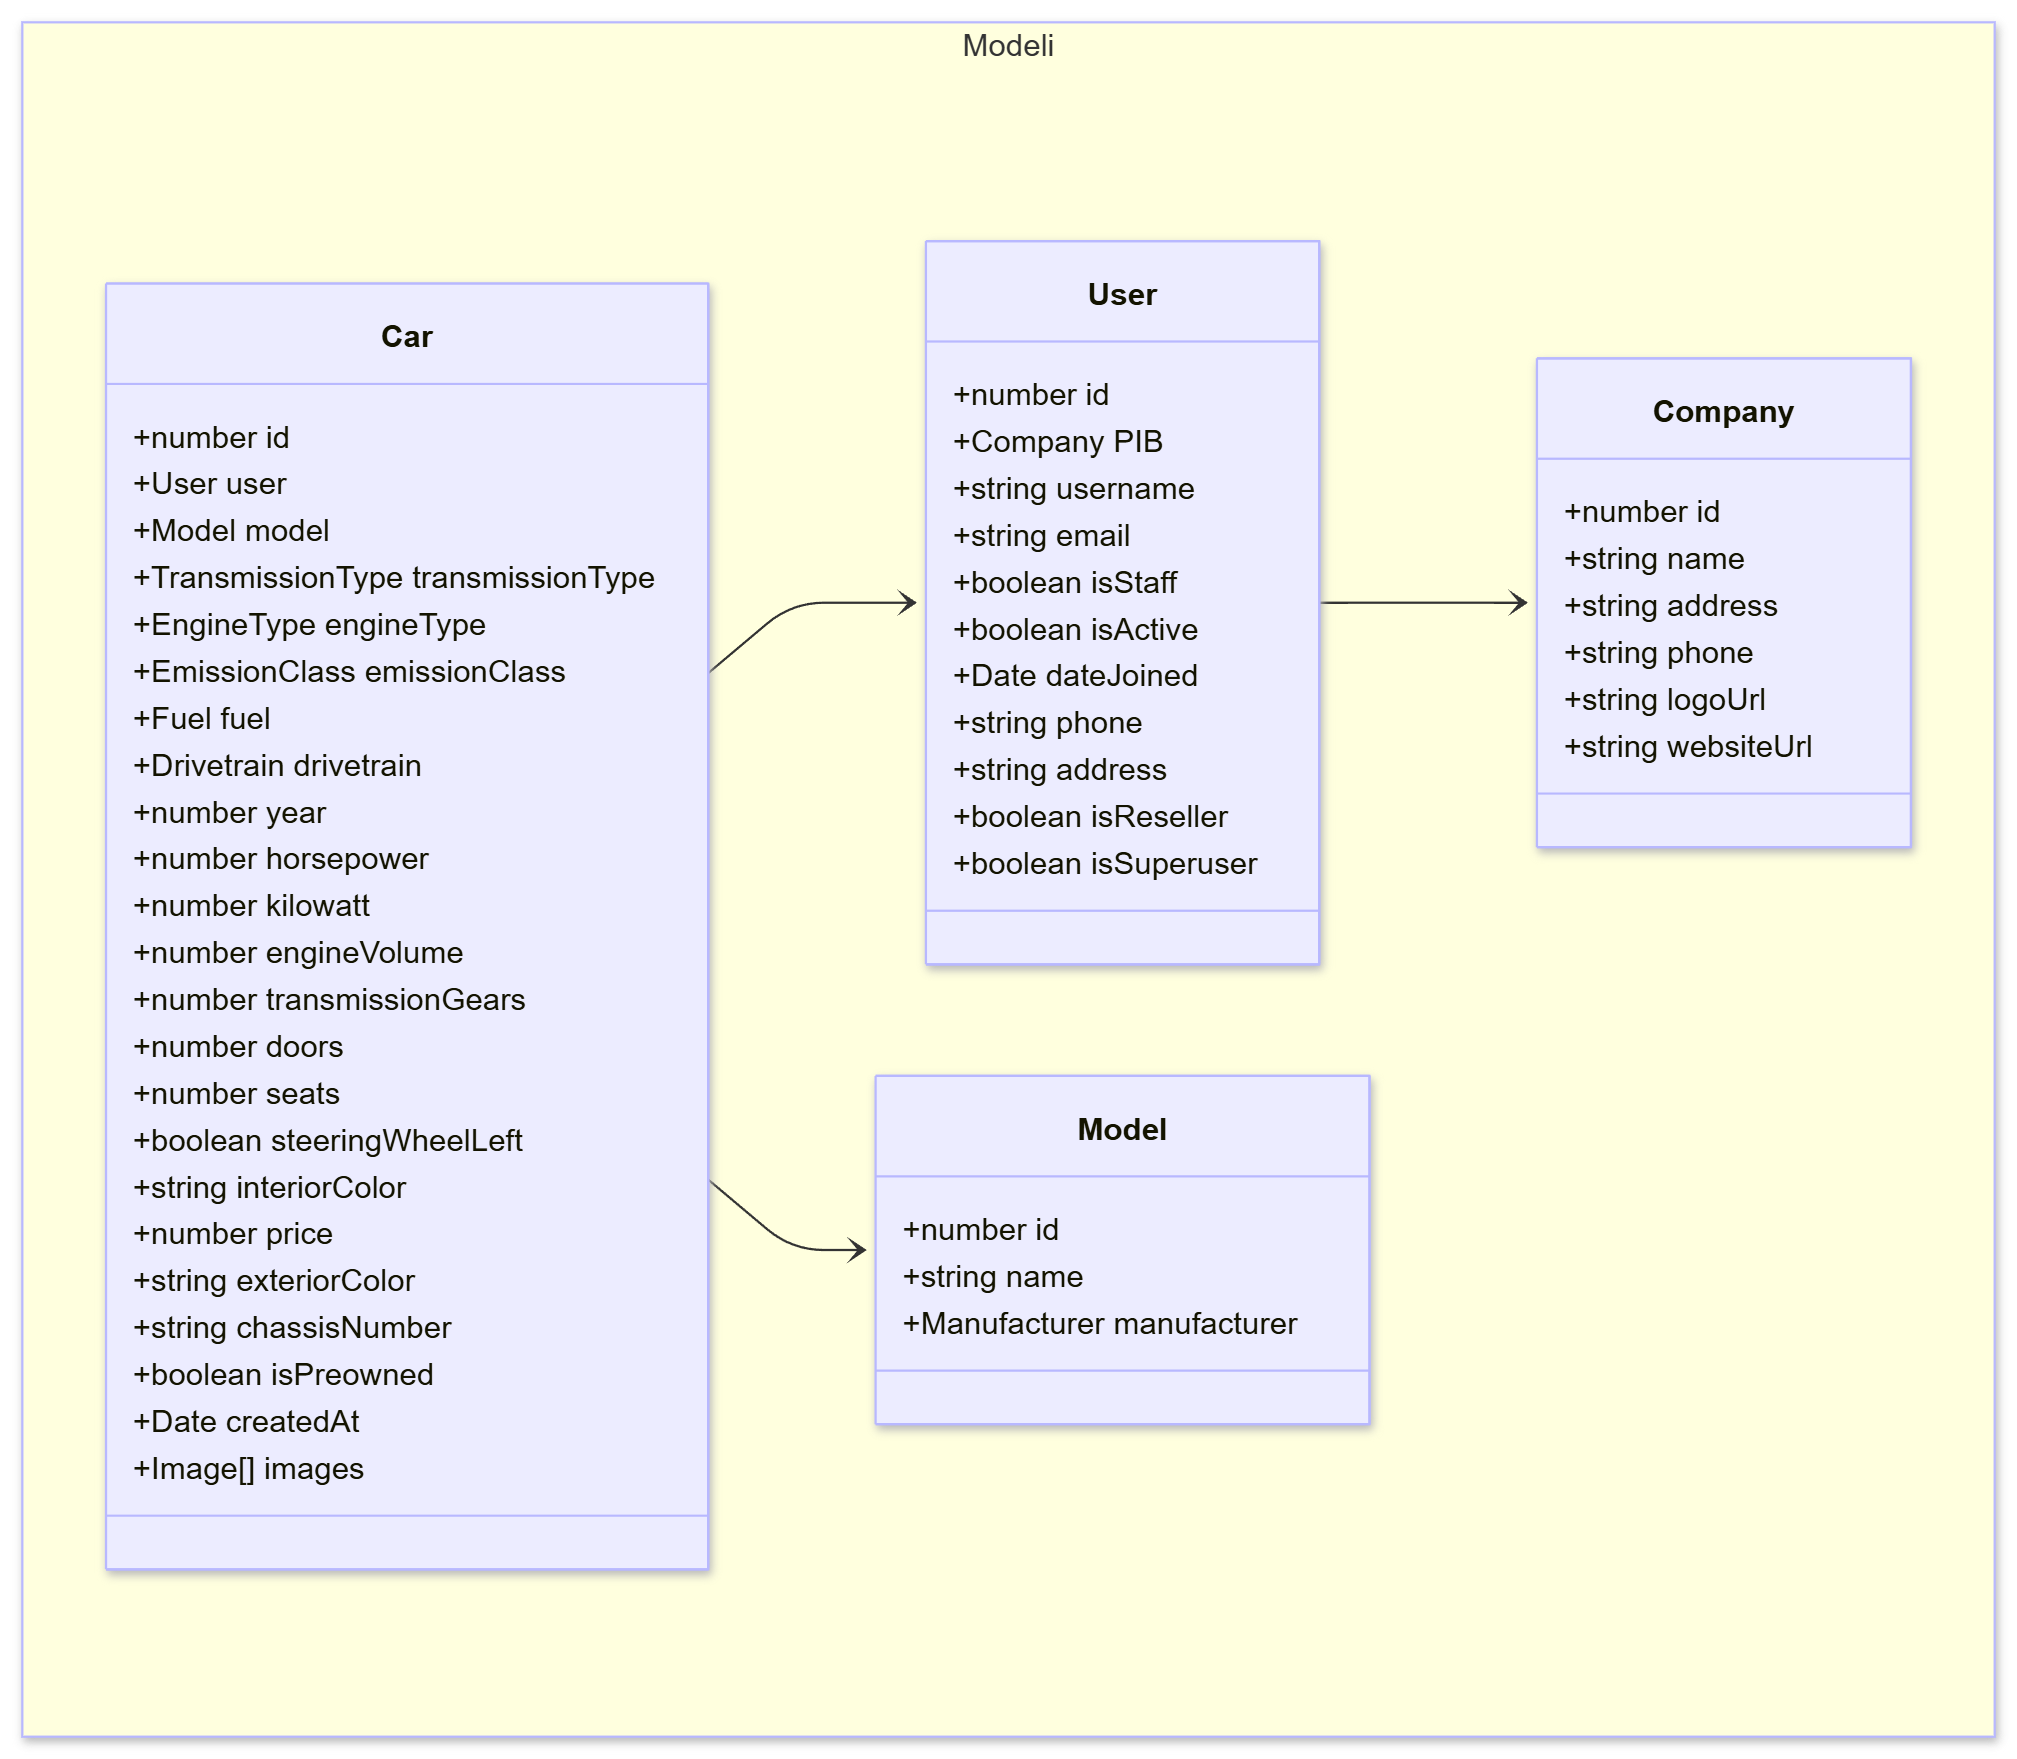 Modeli
Car
+number id
+User user
+Model model
+TransmissionType transmissionType
+EngineType engineType
+EmissionClass emissionClass
+Fuel fuel
+Drivetrain drivetrain
+number year
+number horsepower
+number kilowatt
+number engineVolume
+number transmissionGears
+number doors
+number seats
+boolean steeringWheelLeft
+string interiorColor
+number price
+string exteriorColor
+string chassisNumber
+boolean isPreowned
+Date createdAt
+Image[] images
User
+number id
+Company PIB
+string username
+string email
+boolean isStaff
+boolean isActive
+Date dateJoined
+string phone
+string address
+boolean isReseller
+boolean isSuperuser
Company
+number id
+string name
+string address
+string phone
+string logoUrl
+string websiteUrl
Model
+number id
+string name
+Manufacturer manufacturer